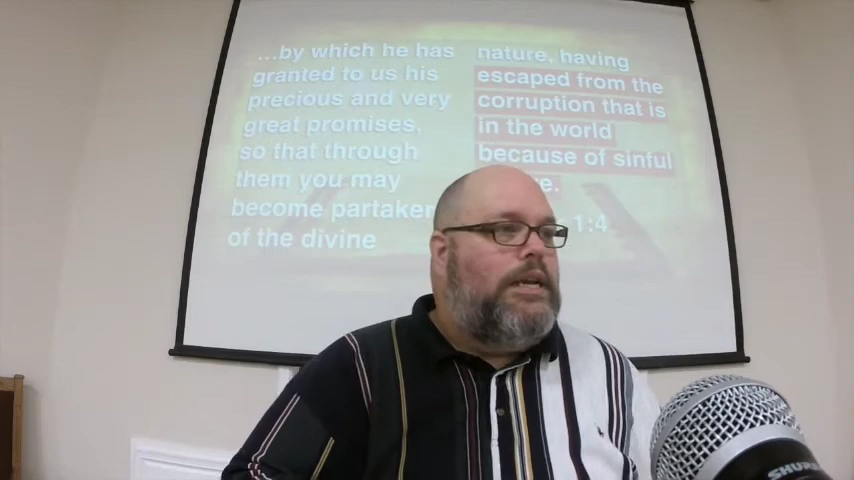 ...by which he has
granted to us his
precious and very
great promises,
so that through
them you may
become partaker
of the divine
nature, having
escaped from the
corruption that is
in the world
because of sinful
1:4
SHURE